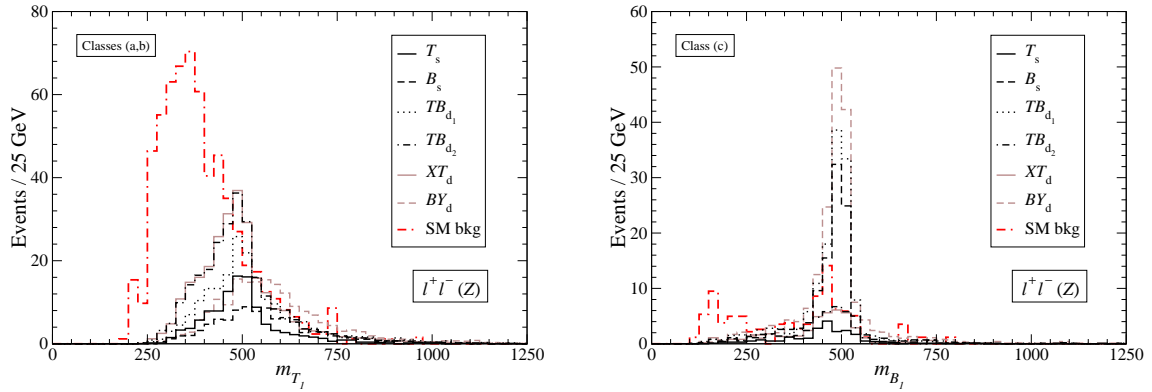 80
60
40
20
0
Events / 25 GeV
Classes (a,b)
T_s
B_s
TB_d1
TB_d2
XT_d
BY_d
SM bkg
l⁺ l⁻ (Z)
0 250 500 750 1000 1250
m_T1
60
50
40
30
20
10
0
Events / 25 GeV
Class (c)
T_s
B_s
TB_d1
TB_d2
XT_d
BY_d
SM bkg
l⁺ l⁻ (Z)
0 250 500 750 1000 1250
m_B1